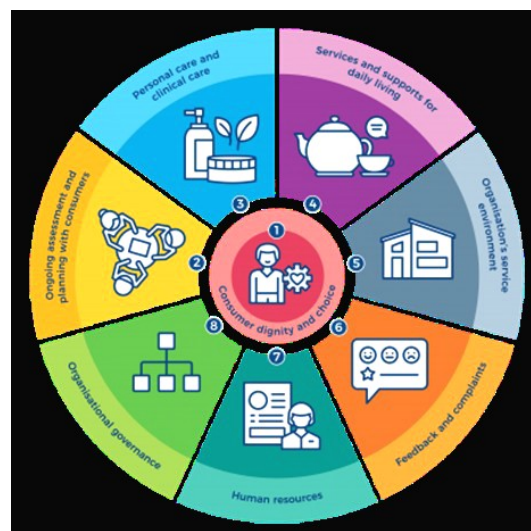 1
Consumer dignity and choice
2
Ongoing assessment and
planning with consumers
3
Personal care and
clinical care
4
Services and supports for
daily living
5
Organisation's service
environment
6
Feedback and complaints
7
Human resources
8
Organisational governance